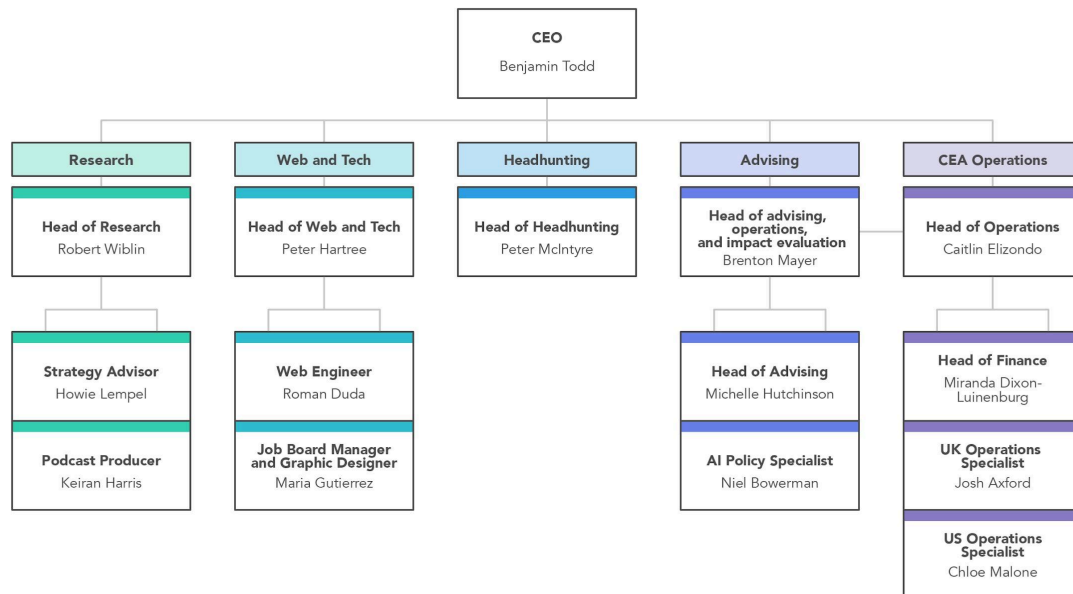 CEO
Benjamin Todd
Research
Head of Research
Robert Wiblin
Strategy Advisor
Howie Lempel
Podcast Producer
Keiran Harris
Web and Tech
Head of Web and Tech
Peter Hartree
Web Engineer
Roman Duda
Job Board Manager
and Graphic Designer
Maria Gutierrez
Headhunting
Head of Headhunting
Peter McIntyre
Advising
Head of advising,
operations,
and impact evaluation
Brenton Mayer
Head of Advising
Michelle Hutchinson
AI Policy Specialist
Niel Bowerman
CEA Operations
Head of Operations
Caitlin Elizondo
Head of Finance
Miranda Dixon-
Luinenburg
UK Operations
Specialist
Josh Axford
US Operations
Specialist
Chloe Malone